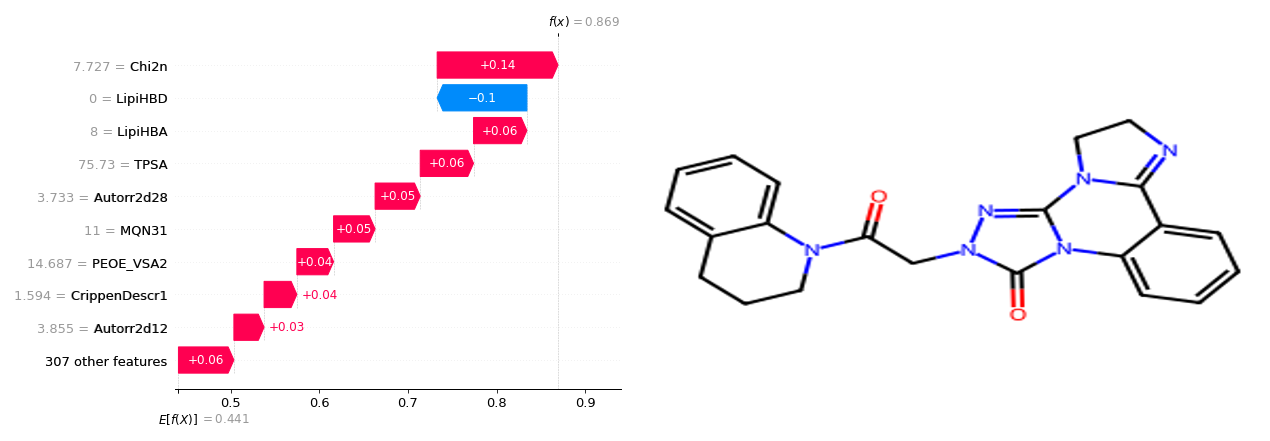 f(x) = 0.869
7.727 = Chi2n
+0.14
0 = LipiHBD
−0.1
8 = LipiHBA
+0.06
75.73 = TPSA
+0.06
3.733 = Autorr2d28
+0.05
11 = MQN31
+0.05
14.687 = PEOE_VSA2
+0.04
1.594 = CrippenDescr1
+0.04
3.855 = Autorr2d12
+0.03
307 other features
+0.06
0.5 0.6 0.7 0.8 0.9
E[f(X)] = 0.441
N
N
O
N
N
N
N
O